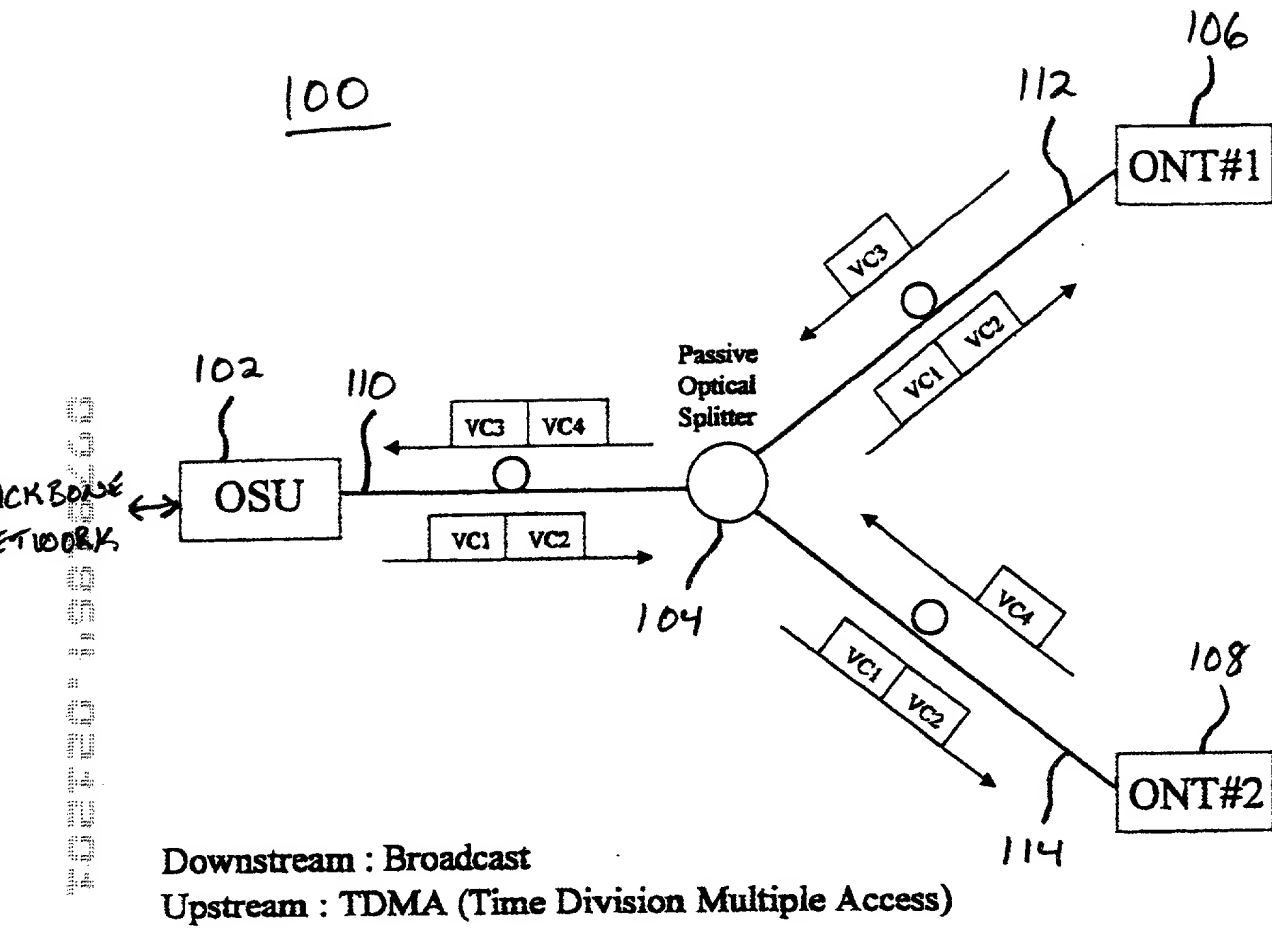 100
106
112
ONT#1
VC3
VC1 VC2
Passive
Optical
Splitter
102
110
VC3 VC4
OSU
VC1 VC2
104
VC4
VC1 VC2
108
ONT#2
114
Downstream : Broadcast
Upstream : TDMA (Time Division Multiple Access)